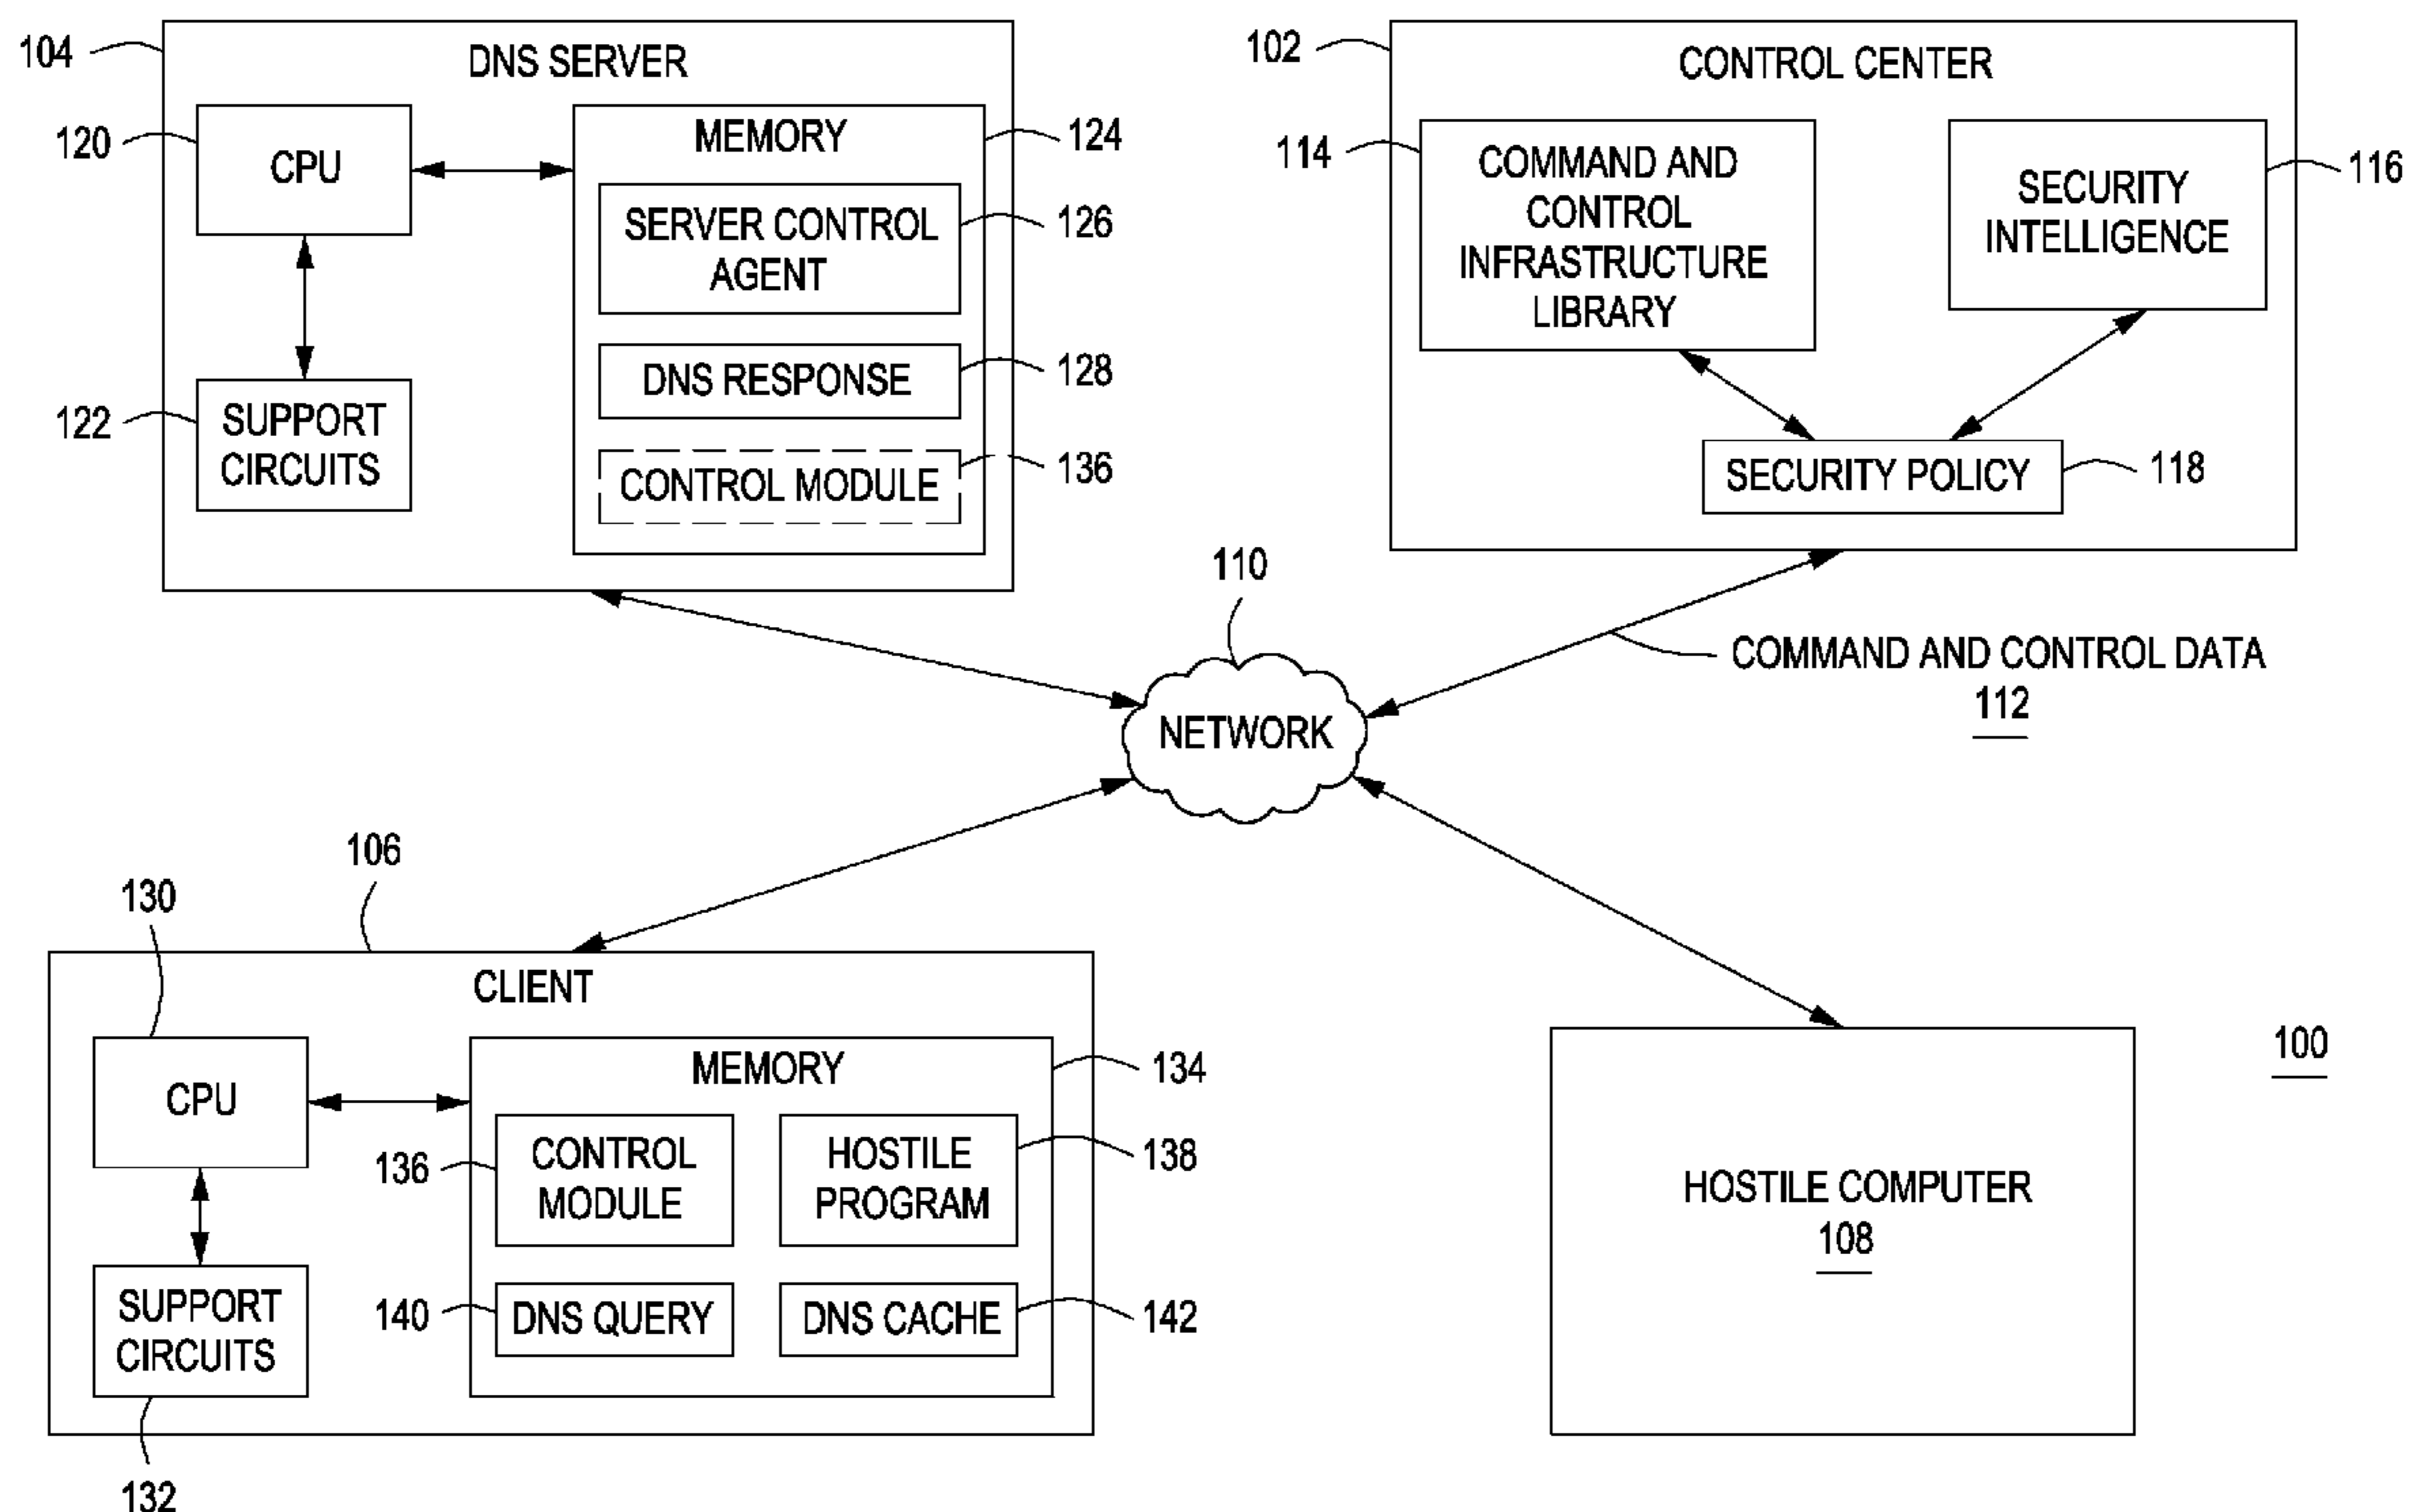 104
DNS SERVER
120
CPU
MEMORY
124
SERVER CONTROL
AGENT
126
DNS RESPONSE
128
122
SUPPORT
CIRCUITS
CONTROL MODULE
136
102
CONTROL CENTER
114
COMMAND AND
CONTROL
INFRASTRUCTURE
LIBRARY
SECURITY
INTELLIGENCE
116
SECURITY POLICY
118
110
NETWORK
COMMAND AND CONTROL DATA
112
106
130
CLIENT
CPU
MEMORY
134
136
CONTROL
MODULE
HOSTILE
PROGRAM
138
SUPPORT
CIRCUITS
140
DNS QUERY
DNS CACHE
142
132
HOSTILE COMPUTER
108
100